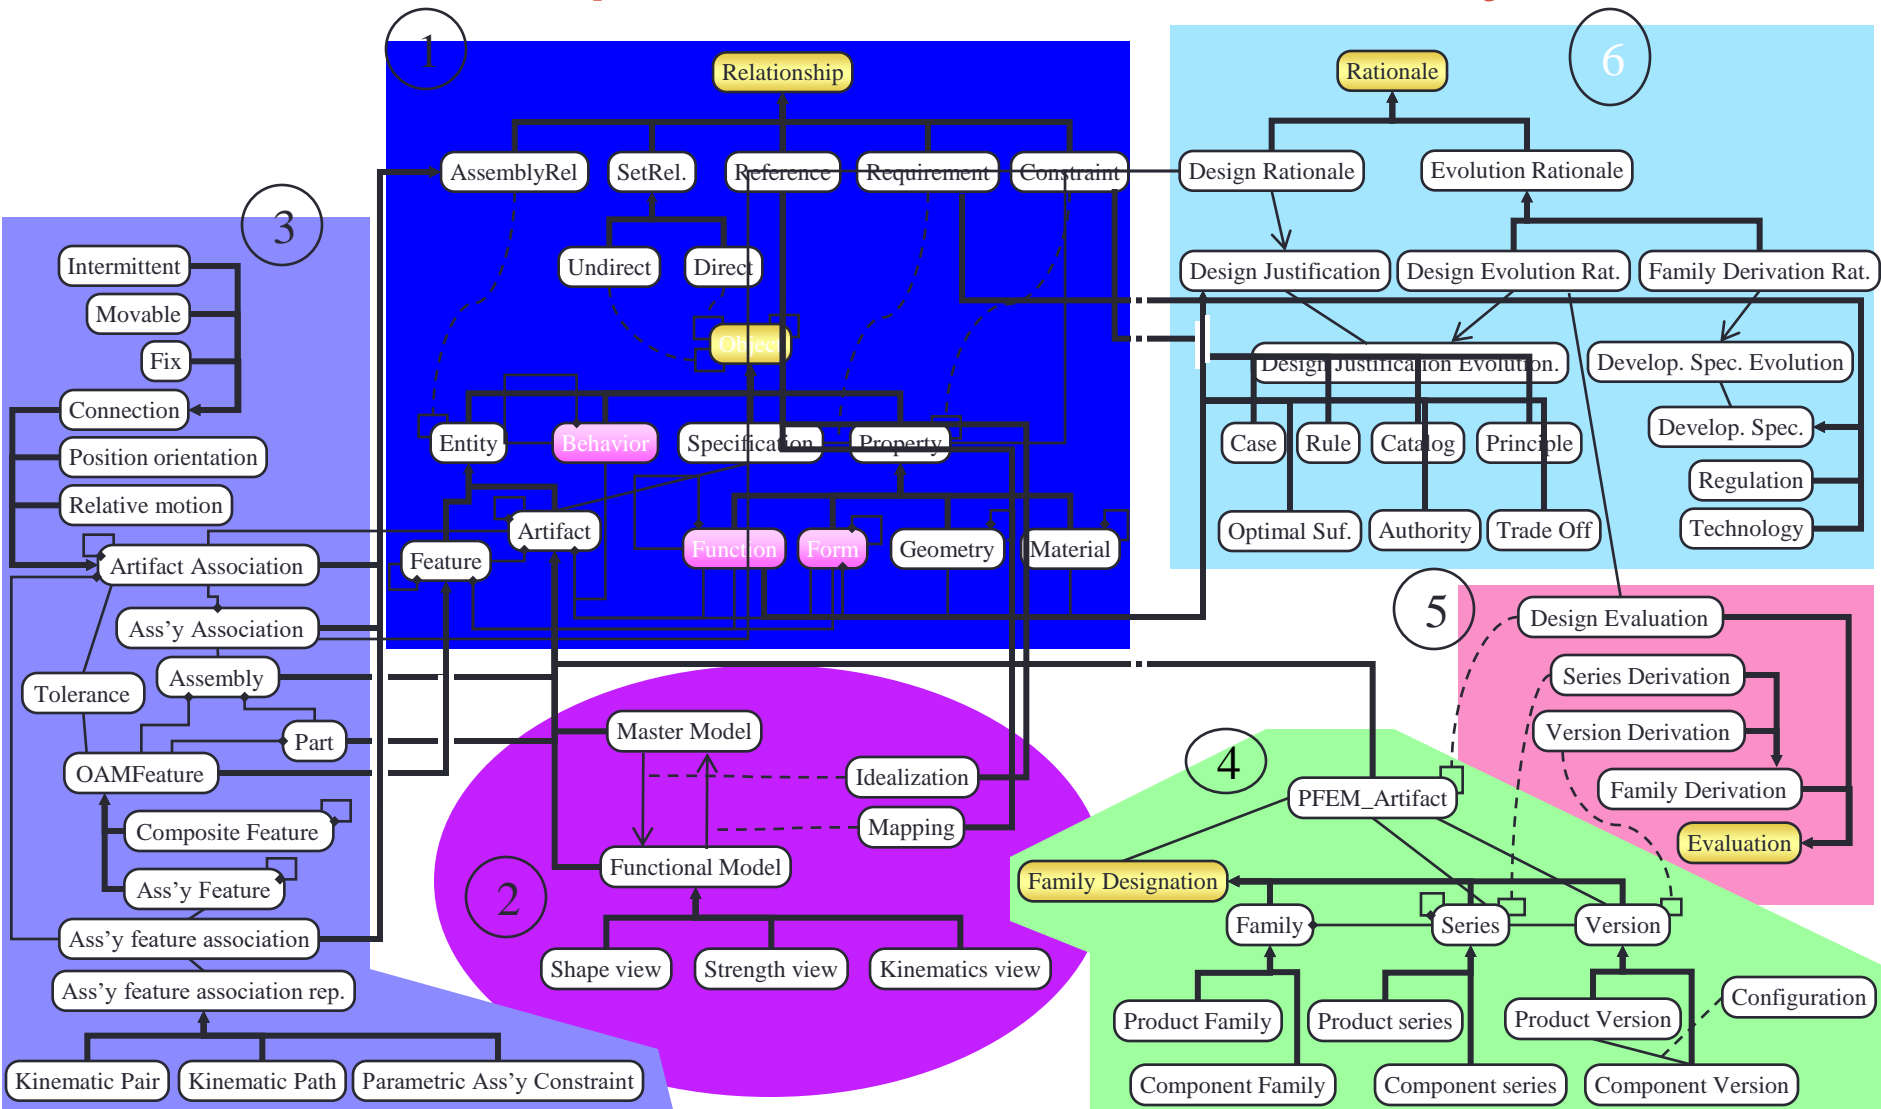 1
Relationship
AssemblyRel
SetRel.
Reference
Requirement
Constraint
Undirect
Direct
Object
Entity
Behavior
Specification
Property
Artifact
Feature
Function
Form
Geometry
Material
6
Rationale
Design Rationale
Evolution Rationale
Design Justification
Design Evolution Rat.
Family Derivation Rat.
Design Justification Evolution.
Develop. Spec. Evolution
Case
Rule
Catalog
Principle
Develop. Spec.
Regulation
Optimal Suf.
Authority
Trade Off
Technology
3
Intermittent
Movable
Fix
Connection
Position orientation
Relative motion
Artifact Association
Ass'y Association
Assembly
Tolerance
Part
OAMFeature
Composite Feature
Ass'y Feature
Ass'y feature association
Ass'y feature association rep.
Kinematic Pair
Kinematic Path
Parametric Ass'y Constraint
2
Master Model
Idealization
Mapping
Functional Model
Shape view
Strength view
Kinematics view
5
Design Evaluation
Series Derivation
Version Derivation
Family Derivation
Evaluation
4
PFEM_Artifact
Family Designation
Family
Series
Version
Configuration
Product Family
Product series
Product Version
Component Family
Component series
Component Version